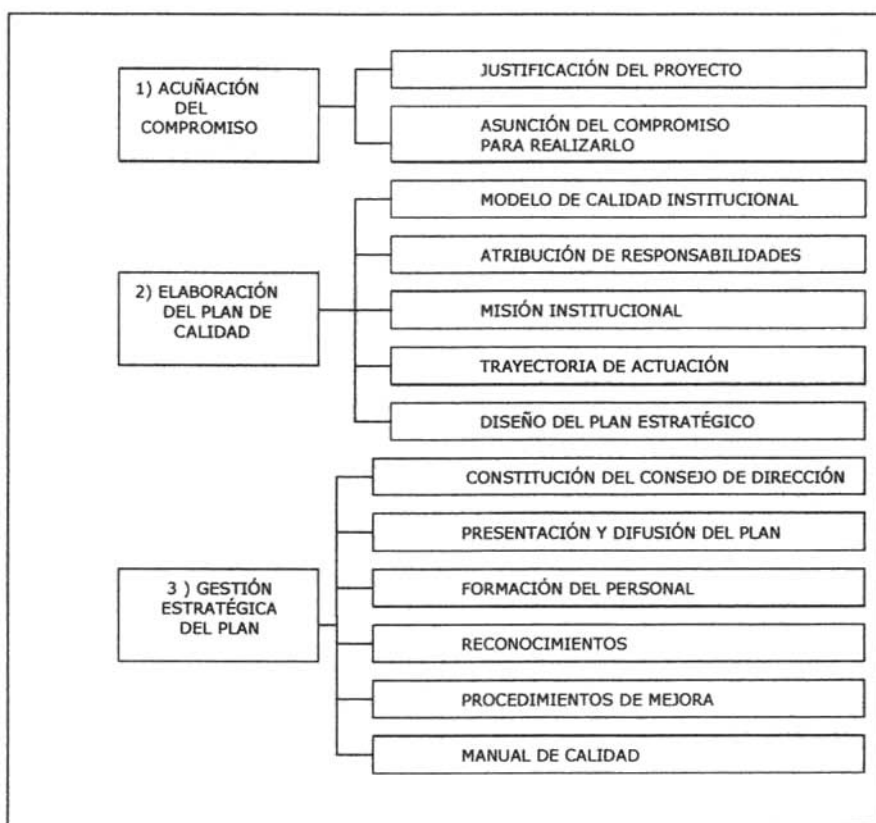 1) ACUÑACIÓN
DEL
COMPROMISO
JUSTIFICACIÓN DEL PROYECTO
ASUNCIÓN DEL COMPROMISO
PARA REALIZARLO
2) ELABORACIÓN
DEL PLAN DE
CALIDAD
MODELO DE CALIDAD INSTITUCIONAL
ATRIBUCIÓN DE RESPONSABILIDADES
MISIÓN INSTITUCIONAL
TRAYECTORIA DE ACTUACIÓN
DISEÑO DEL PLAN ESTRATÉGICO
3 ) GESTIÓN
ESTRATÉGICA
DEL PLAN
CONSTITUCIÓN DEL CONSEJO DE DIRECCIÓN
PRESENTACIÓN Y DIFUSIÓN DEL PLAN
FORMACIÓN DEL PERSONAL
RECONOCIMIENTOS
PROCEDIMIENTOS DE MEJORA
MANUAL DE CALIDAD